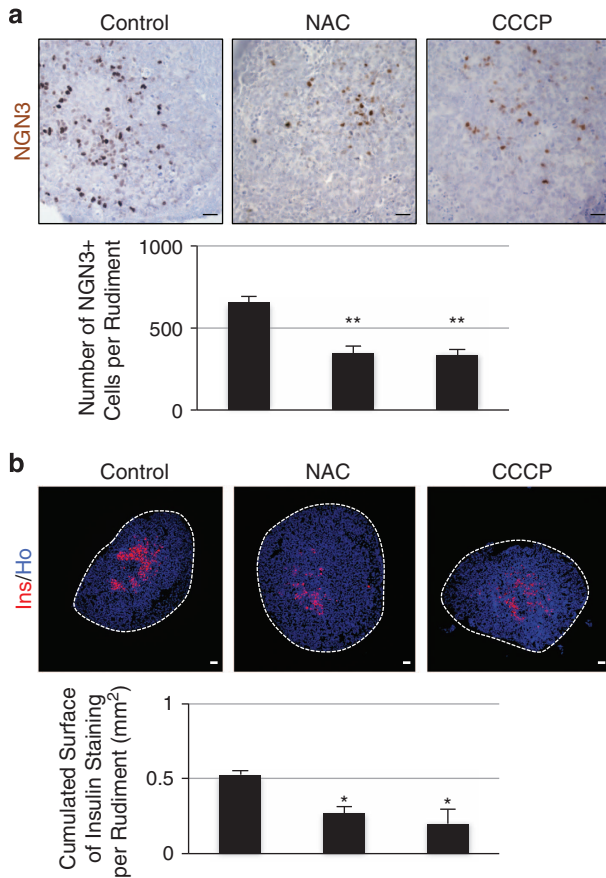 a
Control NAC CCCP
NGN3
Number of NGN3+
Cells per Rudiment
1000
500
0
** **
b
Control NAC CCCP
Ins/Ho
Cumulated Surface
of Insulin Staining
per Rudiment (mm²)
1
0.5
0
* *